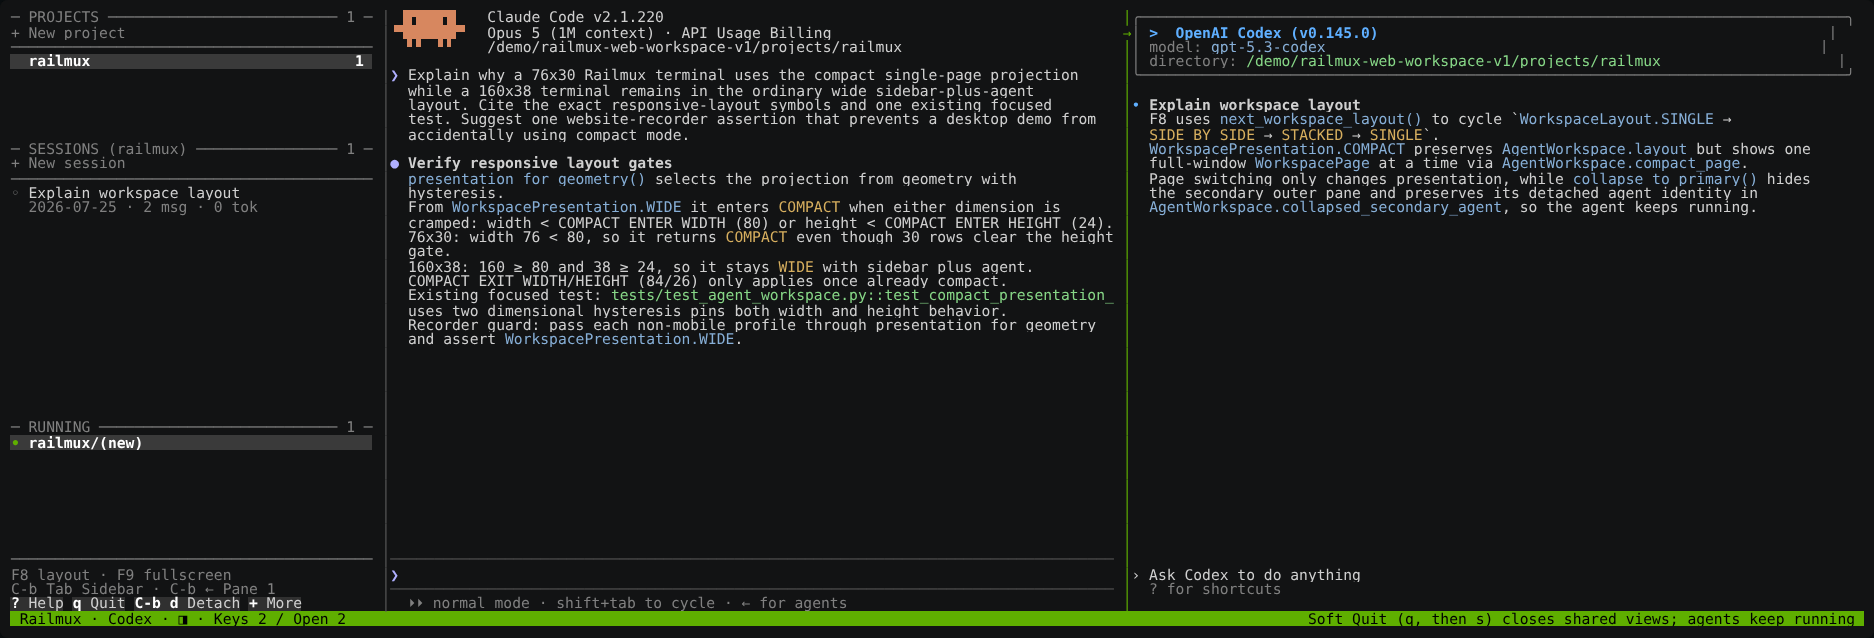 ─ PROJECTS ─ 1 ─
+ New project
railmux 1
─ SESSIONS (railmux) ─ 1 ─
+ New session
◦ Explain workspace layout
2026-07-25 · 2 msg · 0 tok
─ RUNNING ─ 1 ─
• railmux/(new)
F8 layout · F9 fullscreen
C-b Tab Sidebar · C-b ← Pane 1
? Help q Quit C-b d Detach + More
Claude Code v2.1.220
Opus 5 (1M context) · API Usage Billing
/demo/railmux-web-workspace-v1/projects/railmux
❯ Explain why a 76x30 Railmux terminal uses the compact single-page projection
while a 160x38 terminal remains in the ordinary wide sidebar-plus-agent
layout. Cite the exact responsive-layout symbols and one existing focused
test. Suggest one website-recorder assertion that prevents a desktop demo from
accidentally using compact mode.
● Verify responsive layout gates
presentation for geometry() selects the projection from geometry with
hysteresis.
From WorkspacePresentation.WIDE it enters COMPACT when either dimension is
cramped: width < COMPACT ENTER WIDTH (80) or height < COMPACT ENTER HEIGHT (24).
76x30: width 76 < 80, so it returns COMPACT even though 30 rows clear the height
gate.
160x38: 160 ≥ 80 and 38 ≥ 24, so it stays WIDE with sidebar plus agent.
COMPACT EXIT WIDTH/HEIGHT (84/26) only applies once already compact.
Existing focused test: tests/test_agent_workspace.py::test_compact_presentation_
uses two dimensional hysteresis pins both width and height behavior.
Recorder guard: pass each non-mobile profile through presentation for geometry
and assert WorkspacePresentation.WIDE.
❯
⏵⏵ normal mode · shift+tab to cycle · ← for agents
→
> OpenAI Codex (v0.145.0)
model: gpt-5.3-codex
directory: /demo/railmux-web-workspace-v1/projects/railmux
• Explain workspace layout
F8 uses next_workspace_layout() to cycle `WorkspaceLayout.SINGLE →
SIDE BY SIDE → STACKED → SINGLE`.
WorkspacePresentation.COMPACT preserves AgentWorkspace.layout but shows one
full-window WorkspacePage at a time via AgentWorkspace.compact_page.
Page switching only changes presentation, while collapse to primary() hides
the secondary outer pane and preserves its detached agent identity in
AgentWorkspace.collapsed_secondary_agent, so the agent keeps running.
› Ask Codex to do anything
? for shortcuts
Railmux · Codex · ◨ · Keys 2 / Open 2 Soft Quit (q, then s) closes shared views; agents keep running